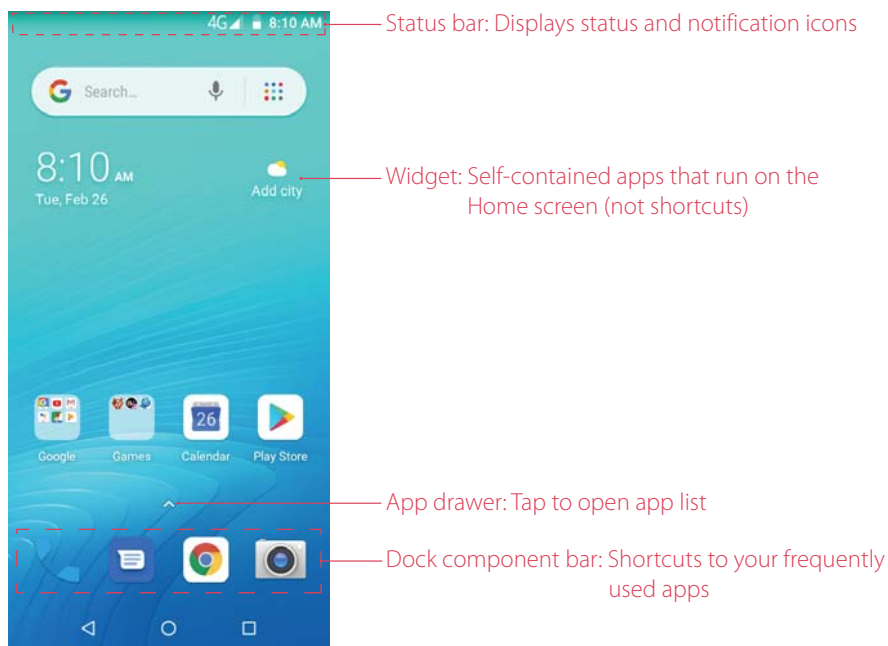 4G 8:10 AM
Status bar: Displays status and notification icons
G Search...
8:10 AM
Tue, Feb 26
Add city
Widget: Self-contained apps that run on the
Home screen (not shortcuts)
26
Google Games Calendar Play Store
App drawer: Tap to open app list
Dock component bar: Shortcuts to your frequently
used apps